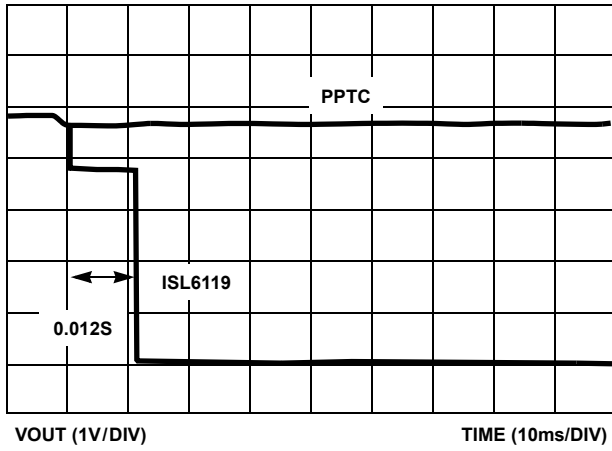 PPTC
ISL6119
0.012S
VOUT (1V/DIV)
TIME (10ms/DIV)